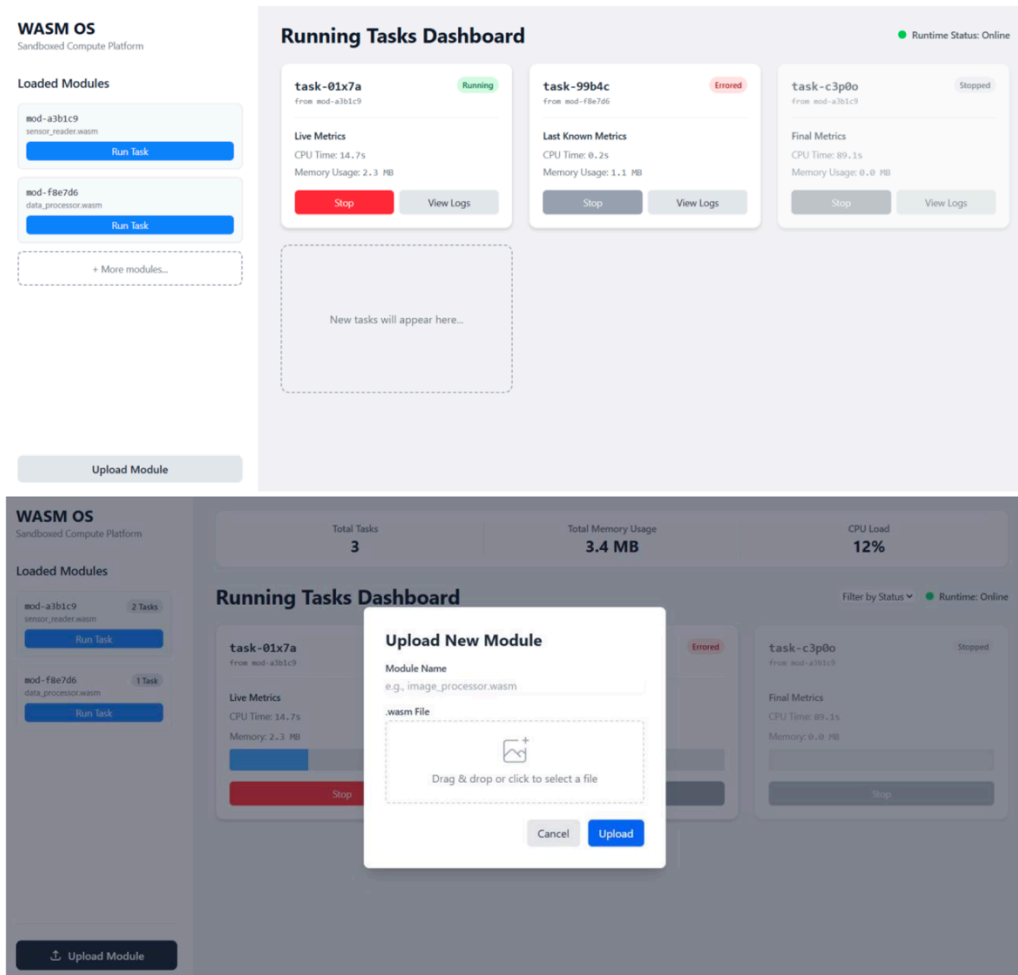 WASM OS
Sandboxed Compute Platform
Loaded Modules
mod-a3b1c9
sensor_reader.wasm
Run Task
mod-f8e7d6
data_processor.wasm
Run Task
+ More modules...
Upload Module
Running Tasks Dashboard
Runtime Status: Online
task-01x7a
Running
from mod-a3b1c9
Live Metrics
CPU Time: 14.7s
Memory Usage: 2.3 MB
Stop
View Logs
task-99b4c
Errored
from mod-f8e7d6
Last Known Metrics
CPU Time: 0.2s
Memory Usage: 1.1 MB
Stop
View Logs
task-c3p0o
Stopped
from mod-a3b1c9
Final Metrics
CPU Time: 89.1s
Memory Usage: 0.0 MB
Stop
View Logs
New tasks will appear here...
WASM OS
Sandboxed Compute Platform
Loaded Modules
mod-a3b1c9
2 Tasks
sensor_reader.wasm
Run Task
mod-f8e7d6
1 Task
data_processor.wasm
Run Task
Upload Module
Total Tasks
3
Total Memory Usage
3.4 MB
CPU Load
12%
Running Tasks Dashboard
Filter by Status
Runtime: Online
task-01x7a
from mod-a3b1c9
Live Metrics
CPU Time: 14.7s
Memory: 2.3 MB
Stop
Errored
task-c3p0o
Stopped
from mod-a3b1c9
Final Metrics
CPU Time: 89.1s
Memory: 0.0 MB
Stop
Upload New Module
Module Name
e.g., image_processor.wasm
.wasm File
Drag & drop or click to select a file
Cancel
Upload